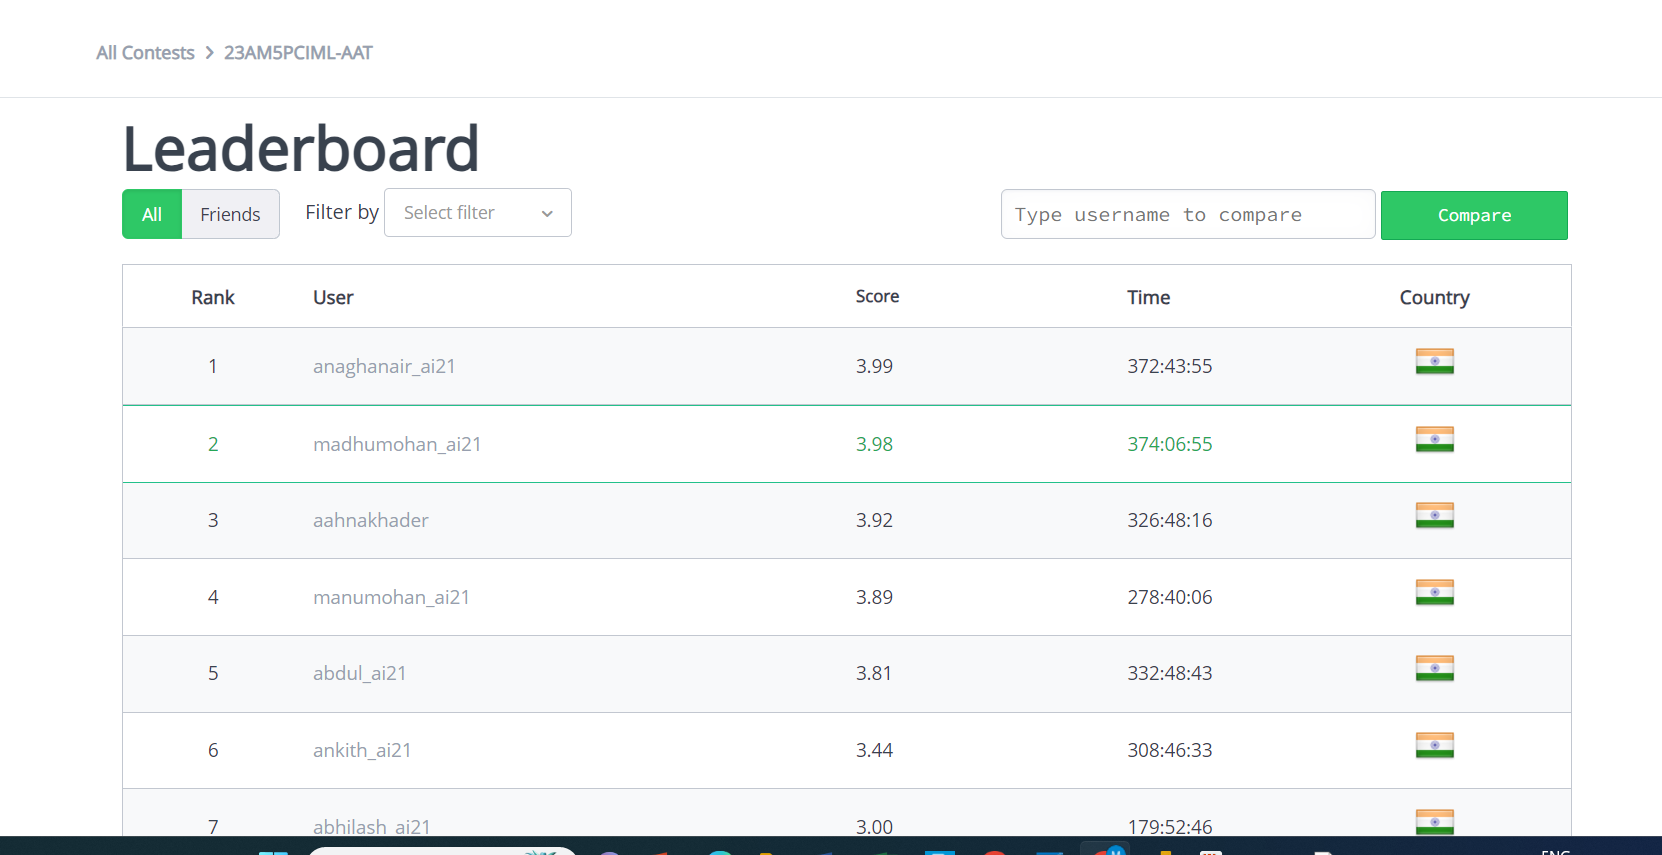 All Contests > 23AM5PCIML-AAT
Leaderboard
All Friends Filter by Select filter Type username to compare Compare
Rank User Score Time Country
1 anaghanair_ai21 3.99 372:43:55
2 madhumohan_ai21 3.98 374:06:55
3 aahnakhader 3.92 326:48:16
4 manumohan_ai21 3.89 278:40:06
5 abdul_ai21 3.81 332:48:43
6 ankith_ai21 3.44 308:46:33
7 abhilash_ai21 3.00 179:52:46
M ENG